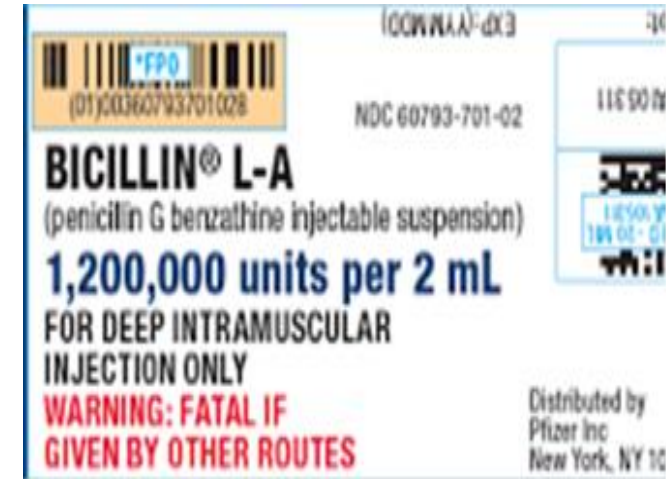 EXP: (YYMMDD)
*FPO
(01)00360793701028
NDC 60793-701-02
BICILLIN® L-A
(penicillin G benzathine injectable suspension)
1,200,000 units per 2 mL
FOR DEEP INTRAMUSCULAR
INJECTION ONLY
WARNING: FATAL IF
GIVEN BY OTHER ROUTES
Distributed by
Pfizer Inc
New York, NY 10